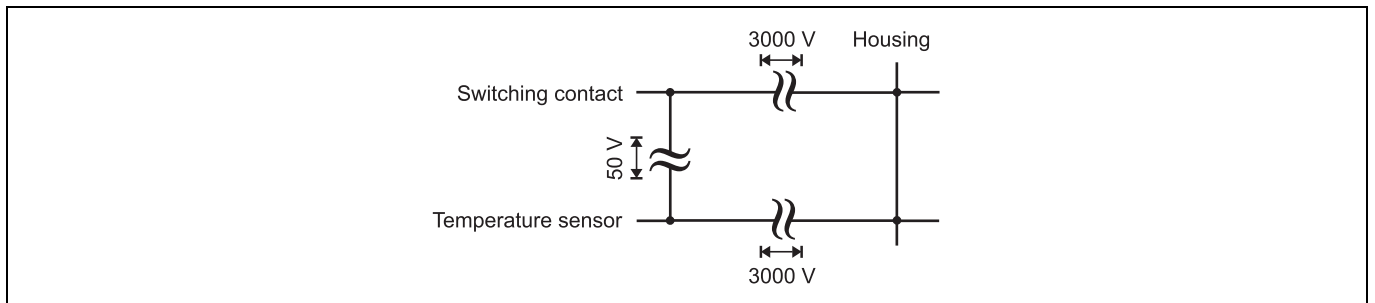 3000 V
Housing
Switching contact
50 V
Temperature sensor
3000 V